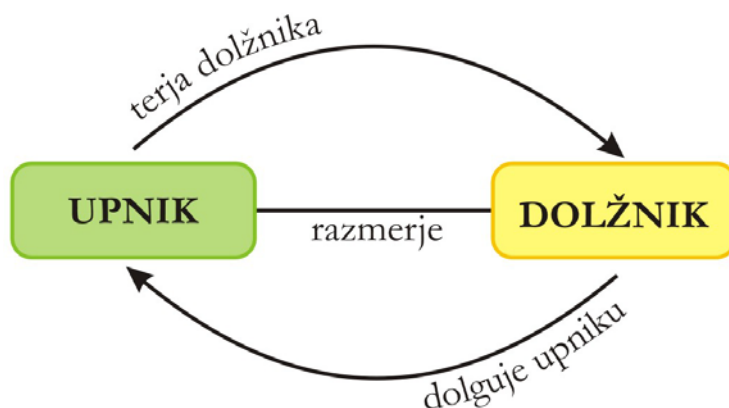 terja dolžnika
UPNIK
razmerje
DOLŽNIK
dolguje upniku